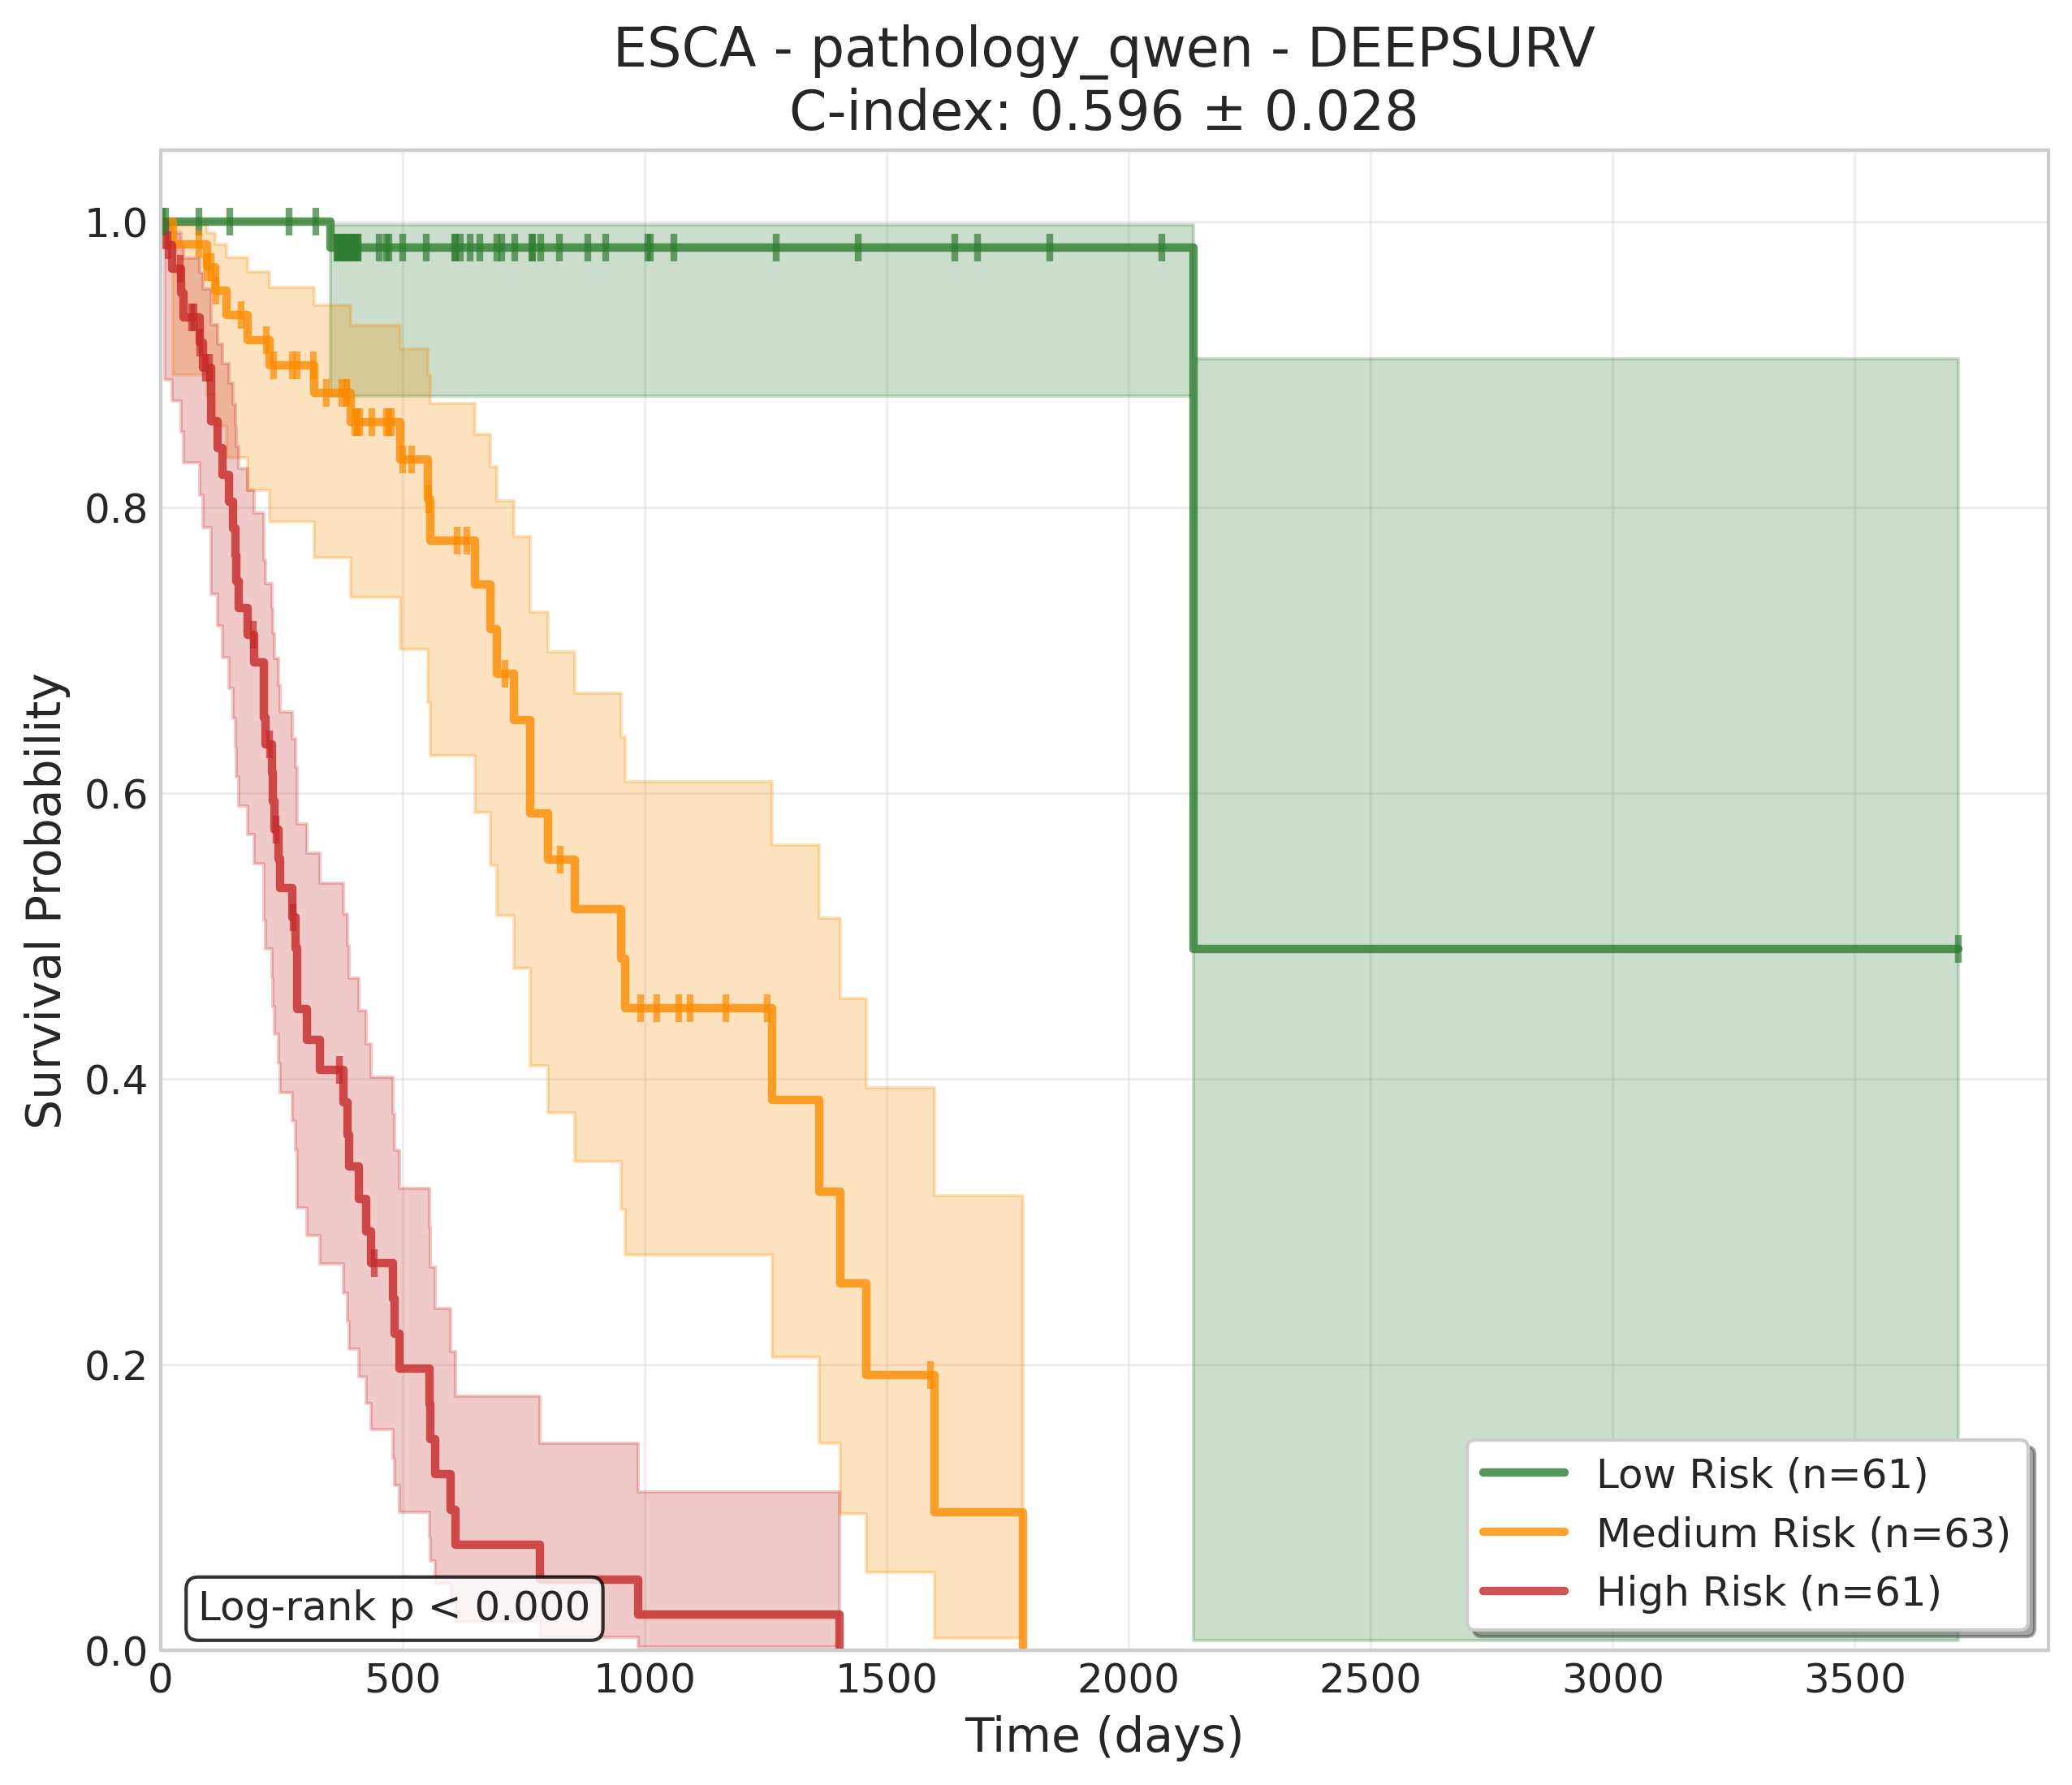 ESCA - pathology_qwen - DEEPSURV
C-index: 0.596 ± 0.028
Survival Probability
1.0
0.8
0.6
0.4
0.2
0.0
0
500
1000
1500
2000
2500
3000
3500
Time (days)
Log-rank p < 0.000
Low Risk (n=61)
Medium Risk (n=63)
High Risk (n=61)